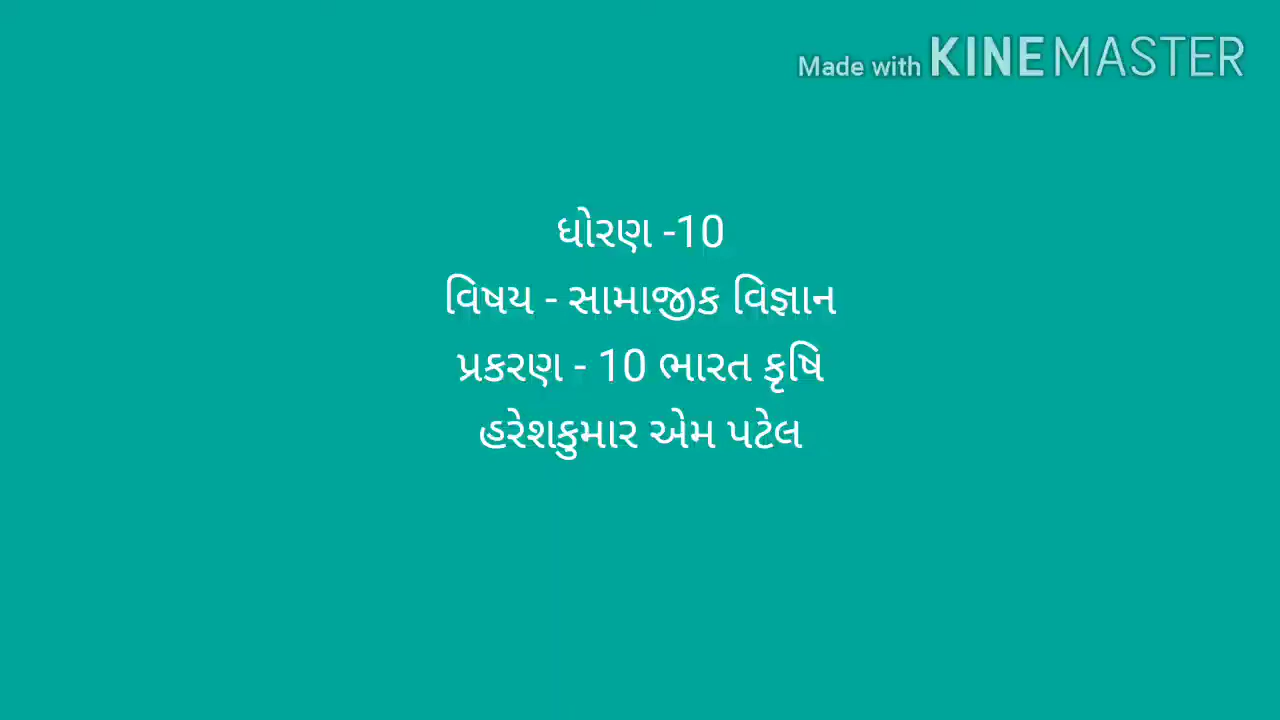 Made with KINEMASTER
ધોરણ -10
વિષય - સામાજીક વિજ્ઞાન
પ્રકરણ - 10 ભારત કૃષિ
હરેશકુમાર એમ પટેલ